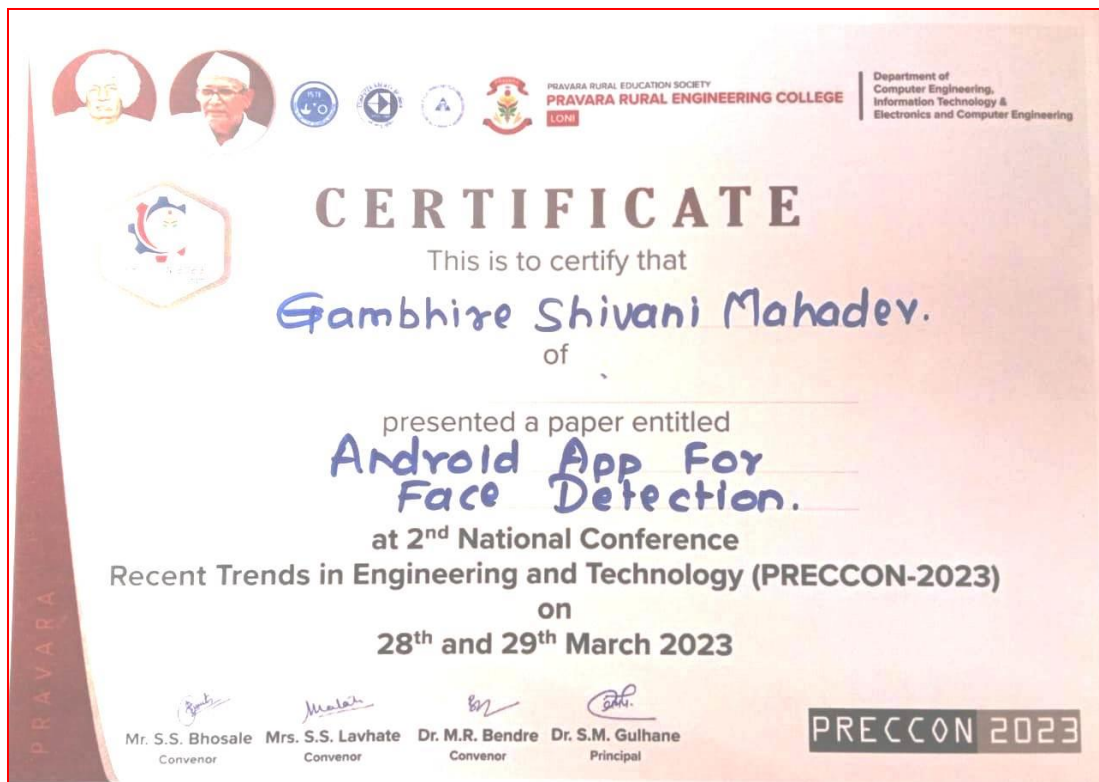 PRAVARA RURAL EDUCATION SOCIETY
PRAVARA RURAL ENGINEERING COLLEGE
LONI
Department of
Computer Engineering,
Information Technology &
Electronics and Computer Engineering
CERTIFICATE
This is to certify that
Gambhire Shivani Mahadev.
of
presented a paper entitled
Android App For
Face Detection.
at 2nd National Conference
Recent Trends in Engineering and Technology (PRECCON-2023)
on
28th and 29th March 2023
Mr. S.S. Bhosale Mrs. S.S. Lavhate Dr. M.R. Bendre Dr. S.M. Gulhane
Convenor Convenor Convenor Principal
PRECCON 2023
PRAVARA